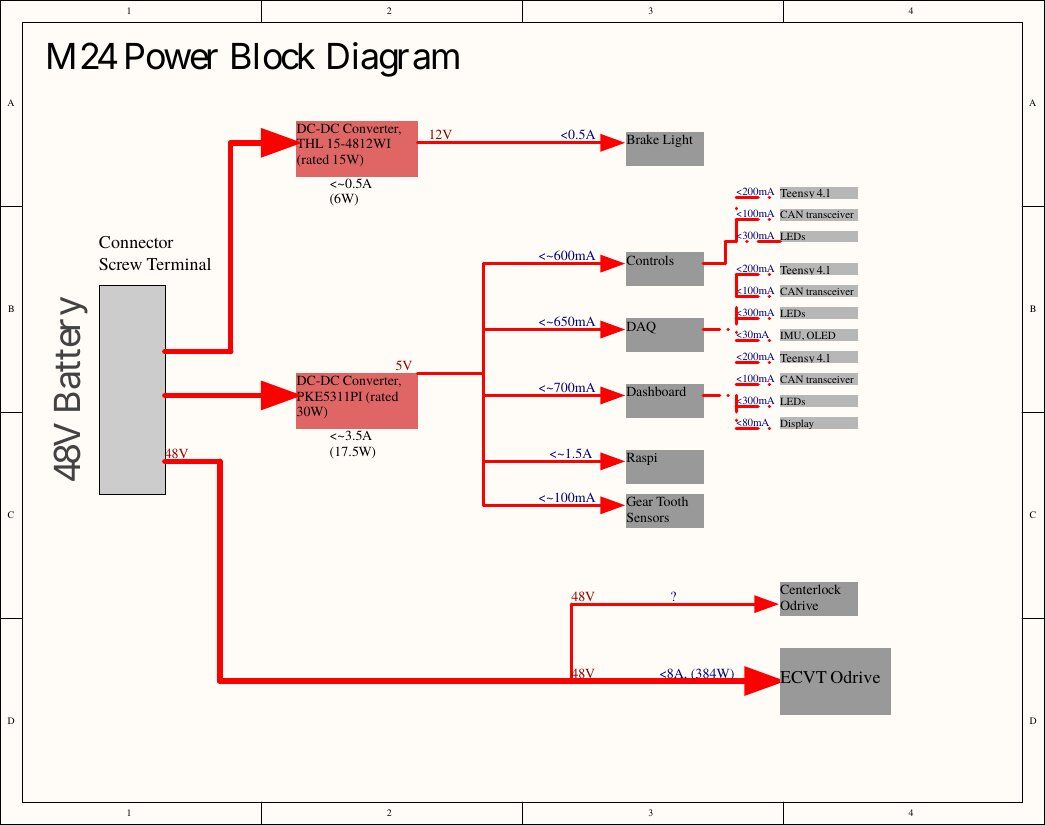 1 2 3 4
M24 Power Block Diagram
A A
DC-DC Converter,
THL 15-4812WI
(rated 15W)
12V
<0.5A
Brake Light
<~0.5A
(6W)
<200mA Teensy 4.1
<100mA CAN transceiver
<300mA LEDs
Connector
Screw Terminal
<~600mA
Controls
<200mA Teensy 4.1
<100mA CAN transceiver
<300mA LEDs
<30mA IMU, OLED
B B
<~650mA
DAQ
48V Battery
<200mA Teensy 4.1
<100mA CAN transceiver
<300mA LEDs
<80mA Display
5V
DC-DC Converter,
PKE5311PI (rated
30W)
<~700mA
Dashboard
<~3.5A
(17.5W)
48V
<~1.5A
Raspi
<~100mA
Gear Tooth
Sensors
C C
48V
?
Centerlock
Odrive
48V
<8A, (384W)
ECVT Odrive
D D
1 2 3 4